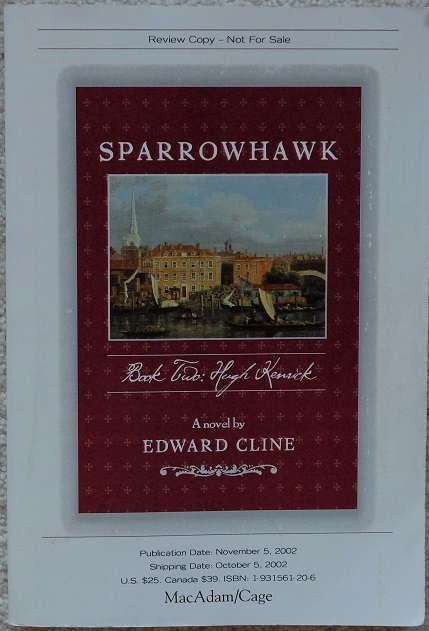 Review Copy – Not For Sale
SPARROWHAWK
Book Two: Hugh Kenrick
A novel by
EDWARD CLINE
Publication Date: November 5, 2002
Shipping Date: October 5, 2002
U.S. $25. Canada $39. ISBN: 1-931561-20-6
MacAdam/Cage